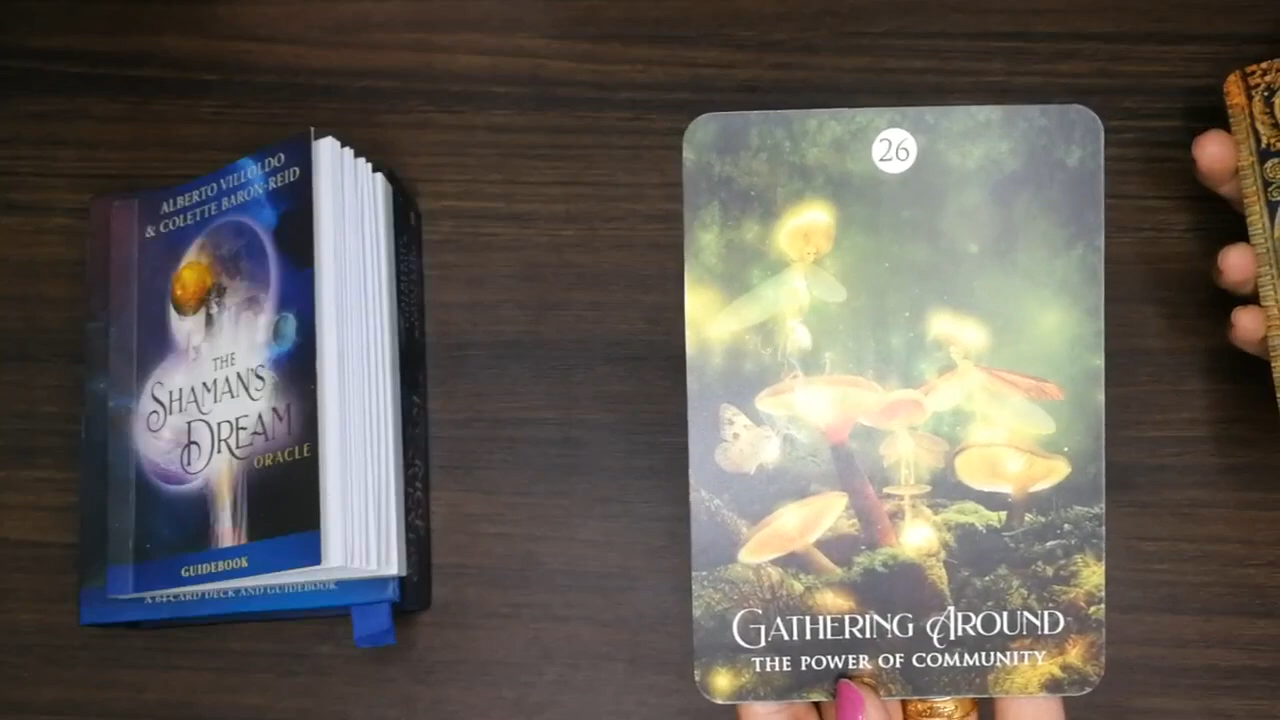 ALBERTO VILLOLDO
& COLETTE BARON-REID
THE
SHAMAN'S
DREAM
ORACLE
GUIDEBOOK
A 64-CARD DECK AND GUIDEBOOK
26
GATHERING AROUND
THE POWER OF COMMUNITY